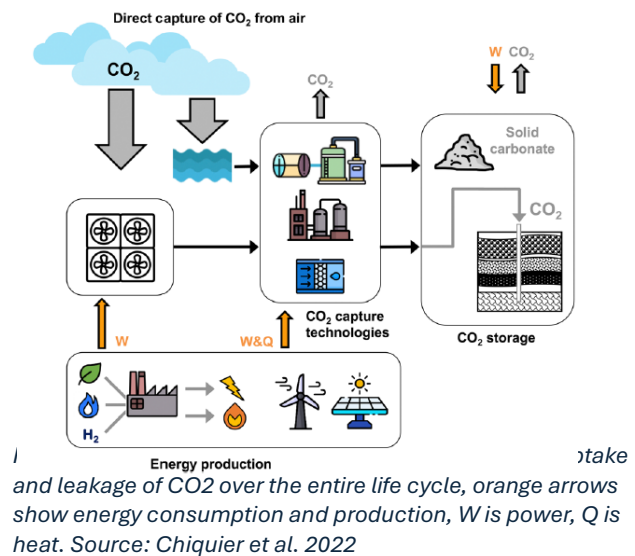 Direct capture of CO₂ from air
CO₂
CO₂
W CO₂
Solid
carbonate
CO₂
CO₂ capture
technologies
CO₂ storage
W
W&Q
H₂
Energy production
and leakage of CO2 over the entire life cycle, orange arrows
show energy consumption and production, W is power, Q is
heat. Source: Chiquier et al. 2022